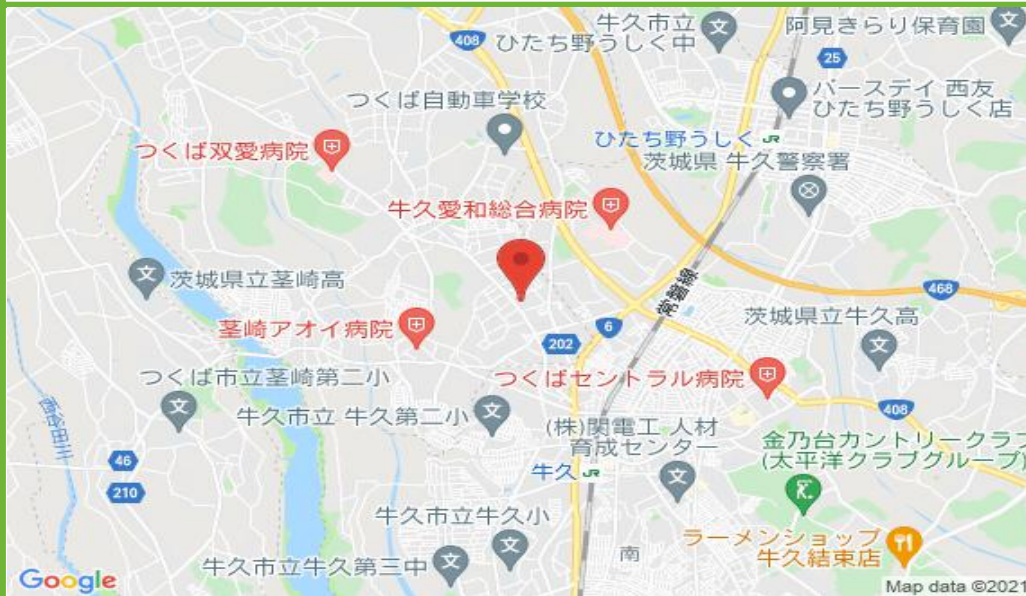 牛久市立
ひたち野うしく中
阿見きらり保育園
408
25
つくば自動車学校
バースデイ 西友
ひたち野うしく店
ひたち野うしく JR
つくば双愛病院
茨城県 牛久警察署
牛久愛和総合病院
茨城県立茎崎高
常磐線
468
茎崎アオイ病院
6
202
茨城県立牛久高
つくば市立茎崎第二小
つくばセントラル病院
牛久市立 牛久第二小
(株)関電工 人材
育成センター
408
西谷田川
46
金乃台カントリークラブ
(太平洋クラブグループ)
牛久 JR
210
牛久市立牛久小
ラーメンショップ
牛久結束店
南
牛久市立牛久第三中
Google
Map data ©2021